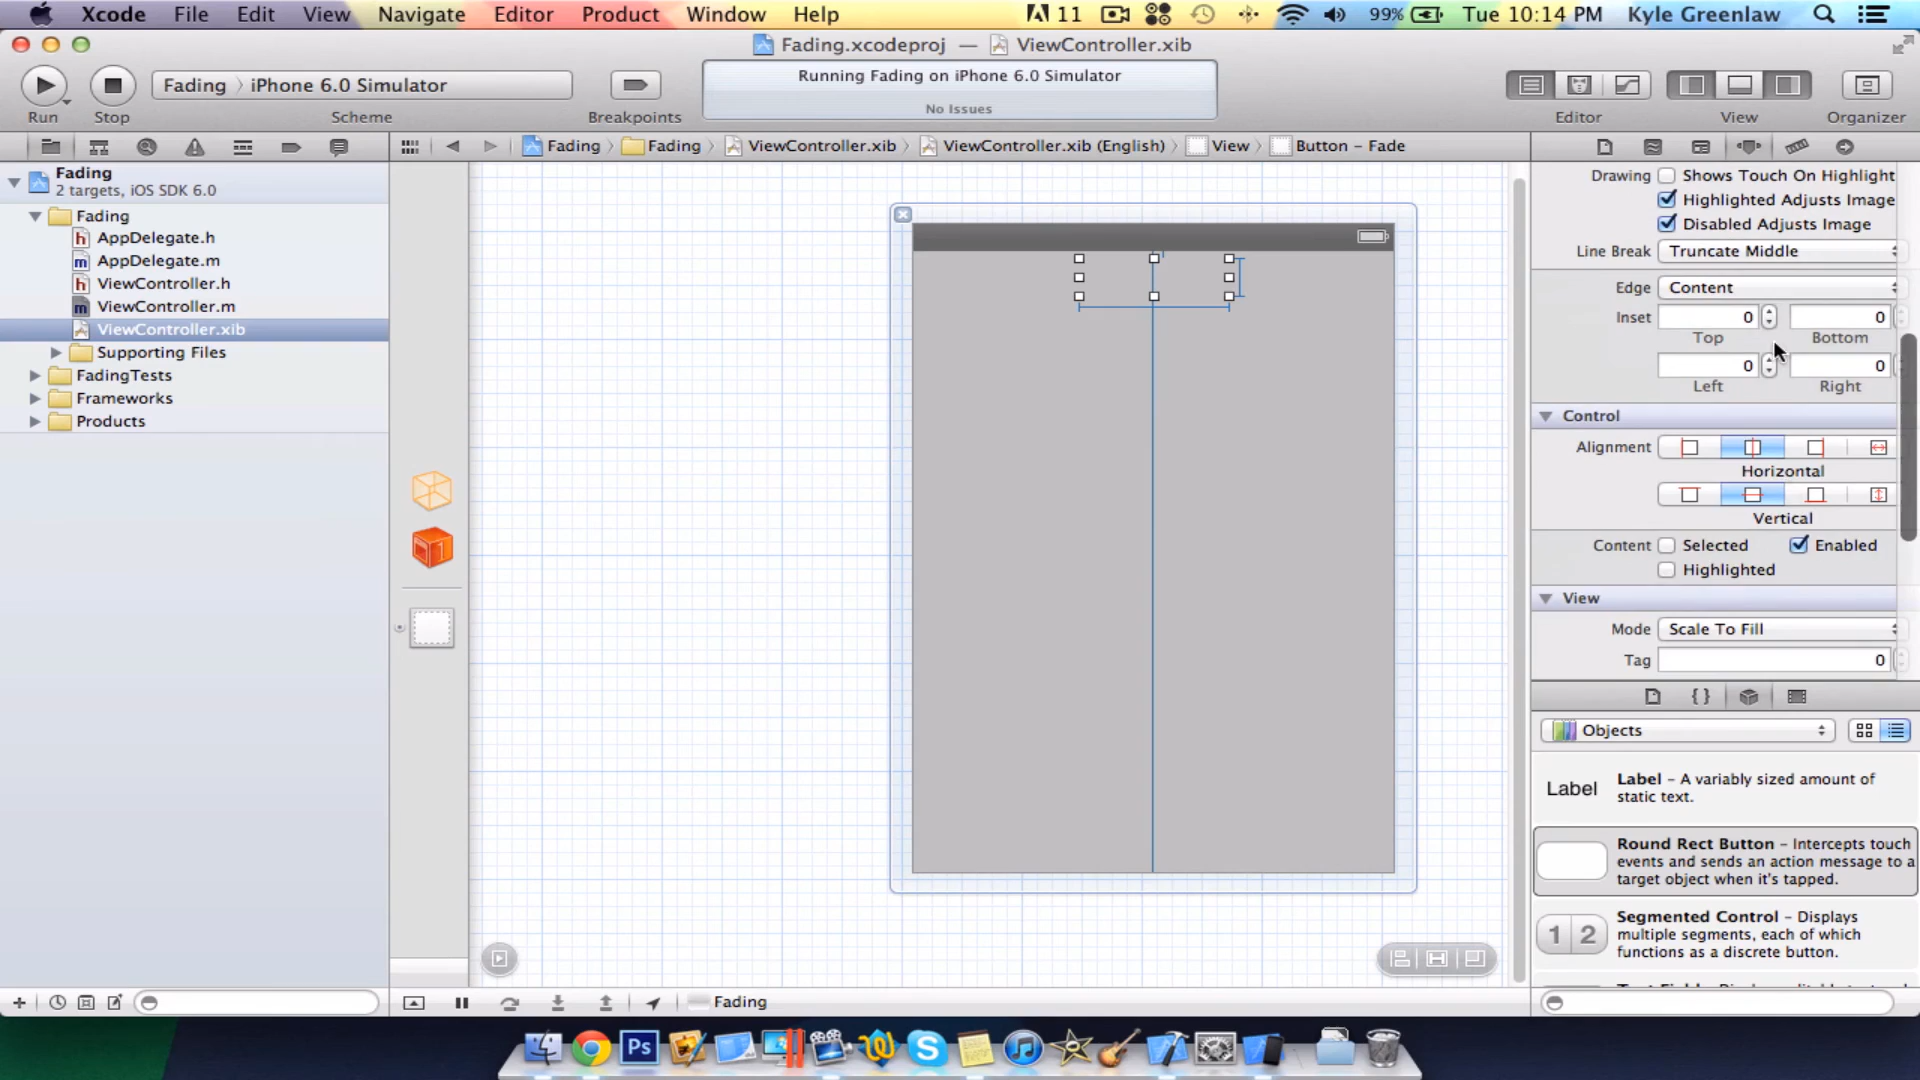 Xcode File Edit View Navigate Editor Product Window Help 11 99% Tue 10:14 PM Kyle Greenlaw
Fading.xcodeproj — ViewController.xib
Fading iPhone 6.0 Simulator
Running Fading on iPhone 6.0 Simulator
No Issues
Run Stop Scheme Breakpoints Editor View Organizer
Fading Fading ViewController.xib ViewController.xib (English) View Button – Fade
Fading
2 targets, iOS SDK 6.0
Fading
AppDelegate.h
AppDelegate.m
ViewController.h
ViewController.m
ViewController.xib
Supporting Files
FadingTests
Frameworks
Products
Drawing Shows Touch On Highlight
Highlighted Adjusts Image
Disabled Adjusts Image
Line Break Truncate Middle
Edge Content
Inset 0 0
Top Bottom
0 0
Left Right
Control
Alignment
Horizontal
Vertical
Content Selected Enabled
Highlighted
View
Mode Scale To Fill
Tag 0
{ }
Objects
Label Label – A variably sized amount of
static text.
Round Rect Button – Intercepts touch
events and sends an action message to a
target object when it's tapped.
1 2 Segmented Control – Displays
multiple segments, each of which
functions as a discrete button.
Fading
Ps